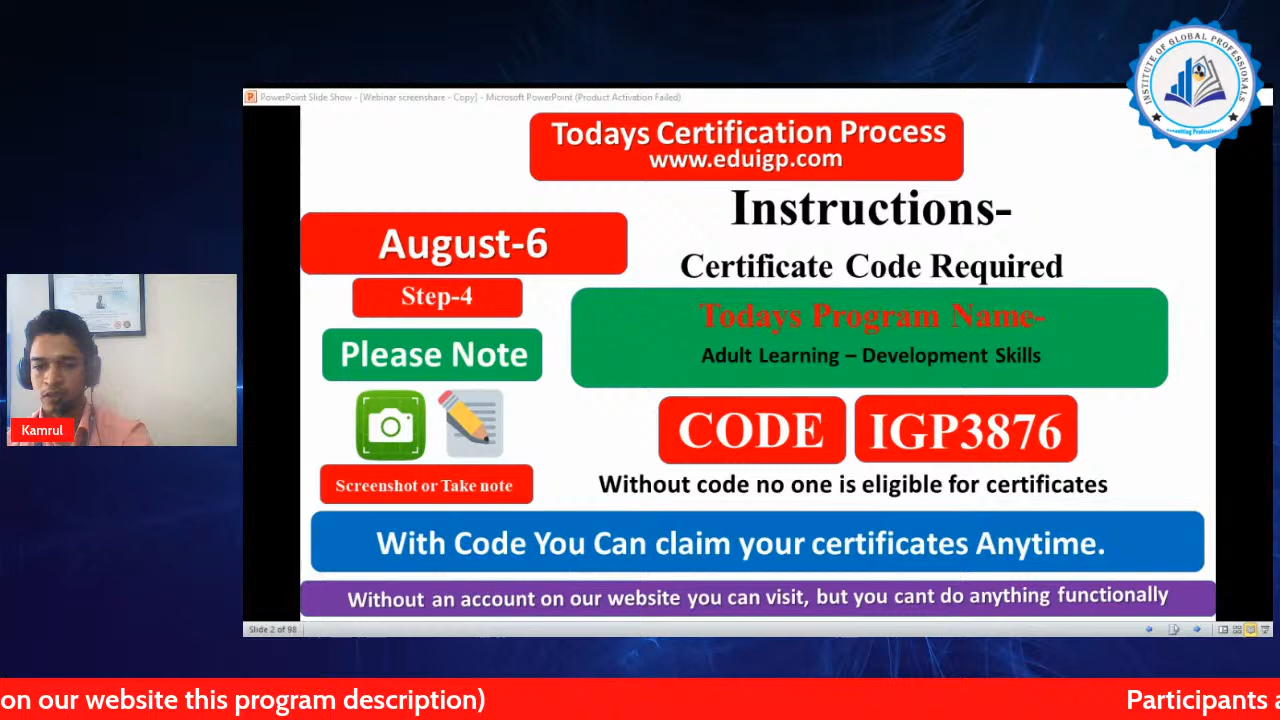 INSTITUTE OF GLOBAL PROFESSIONALS
Consulting Professionals
PowerPoint Slide Show - [Webinar screenshare - Copy] - Microsoft PowerPoint (Product Activation Failed)
Todays Certification Process
www.eduigp.com
Instructions-
August-6
Certificate Code Required
Step-4
Todays Program Name-
Please Note
Adult Learning – Development Skills
CODE
IGP3876
Kamrul
Screenshot or Take note
Without code no one is eligible for certificates
With Code You Can claim your certificates Anytime.
Without an account on our website you can visit, but you cant do anything functionally
Slide 2 of 98
on our website this program description)
Participants